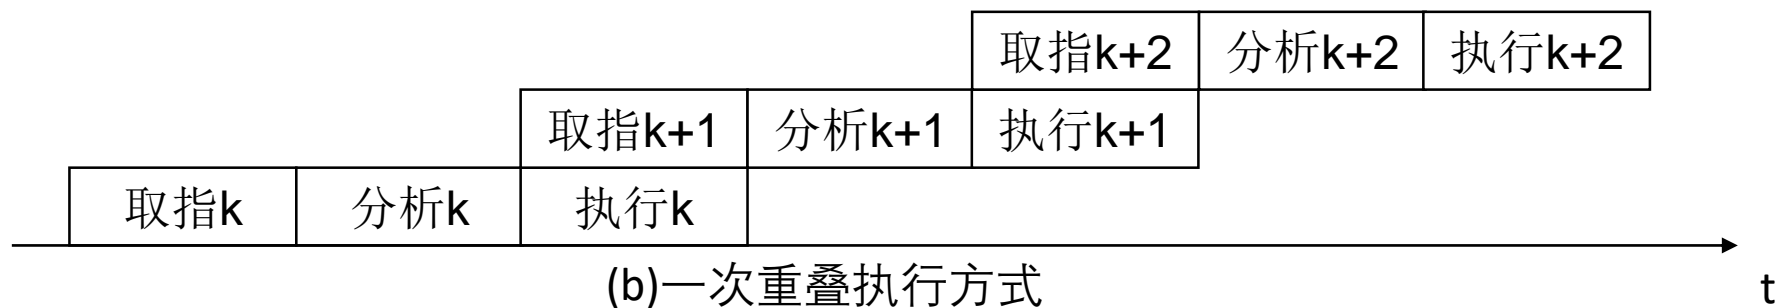 取指k+2 分析k+2 执行k+2
取指k+1 分析k+1 执行k+1
取指k 分析k 执行k
(b)一次重叠执行方式 t